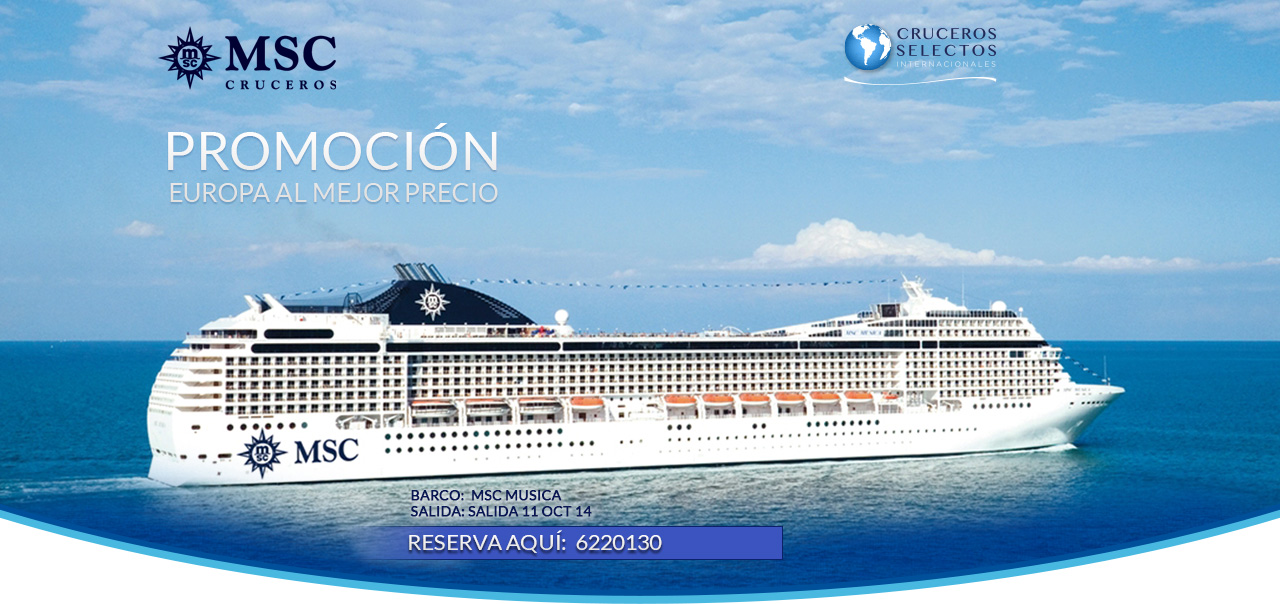 MSC
CRUCEROS
CRUCEROS
SELECTOS
INTERNACIONALES
PROMOCIÓN
EUROPA AL MEJOR PRECIO
MSC
BARCO: MSC MUSICA
SALIDA: SALIDA 11 OCT 14
RESERVA AQUÍ: 6220130